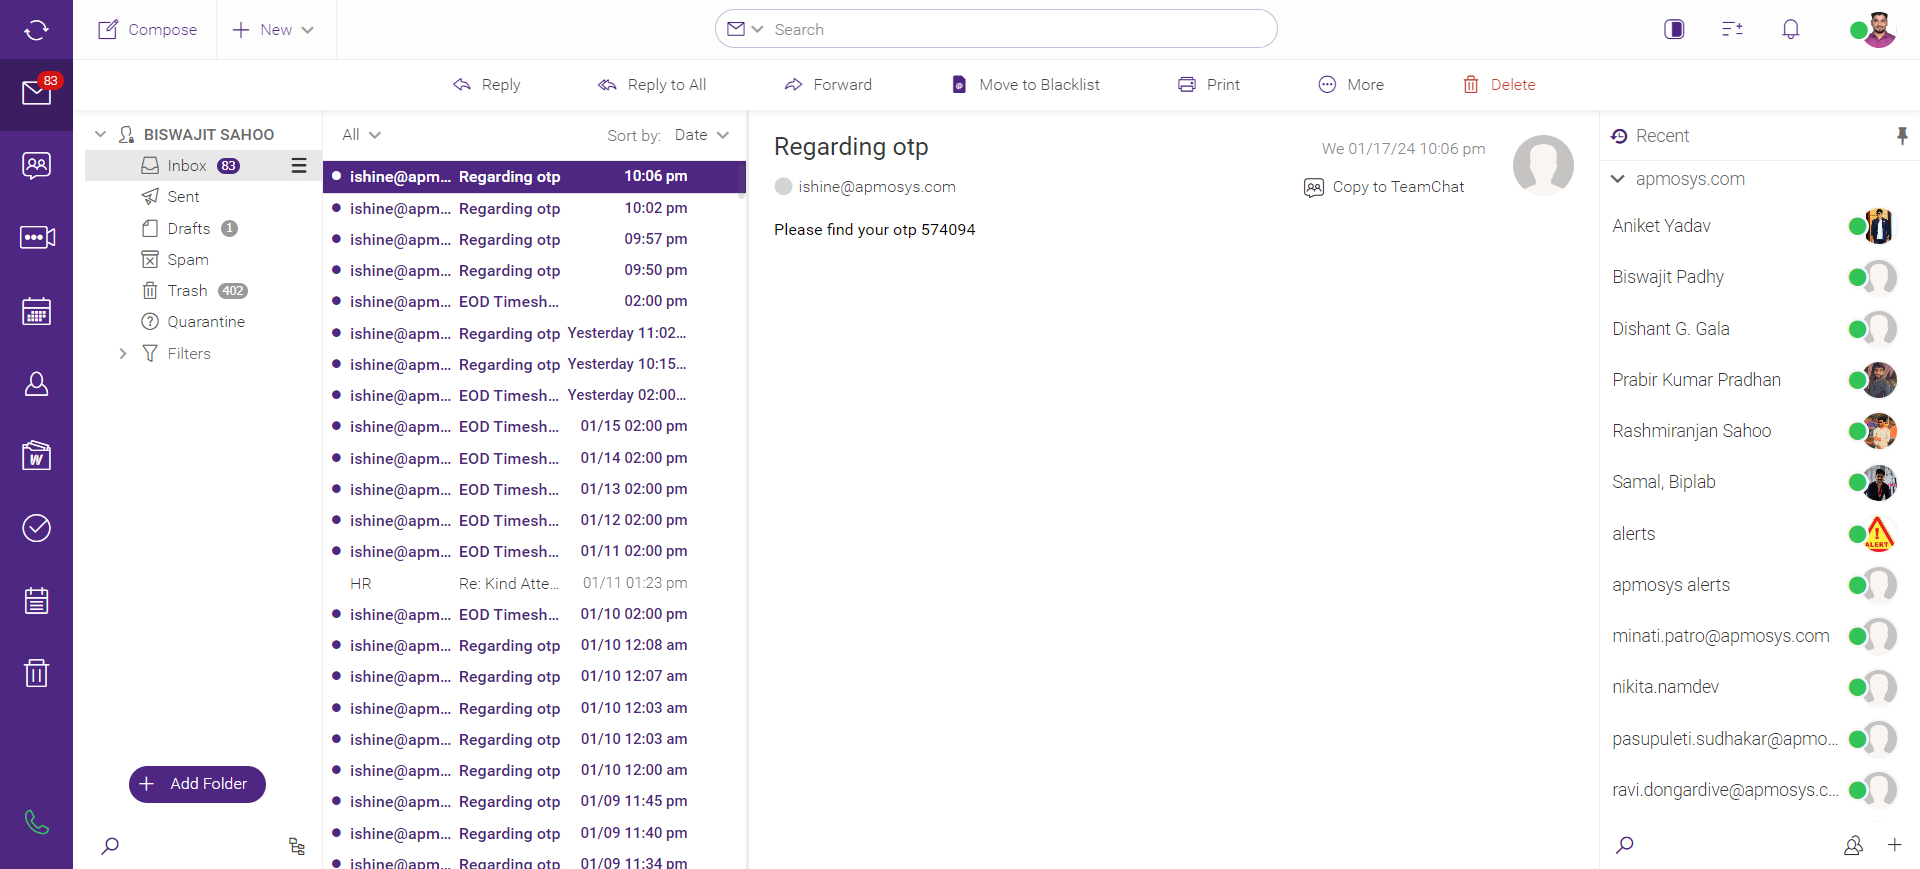 Compose
New
Search
83
Reply
Reply to All
Forward
Move to Blacklist
Print
More
Delete
BISWAJIT SAHOO
Inbox 83
Sent
Drafts 1
Spam
Trash 402
Quarantine
Filters
Add Folder
All Sort by: Date
ishine@apm... Regarding otp 10:06 pm
ishine@apm... Regarding otp 10:02 pm
ishine@apm... Regarding otp 09:57 pm
ishine@apm... Regarding otp 09:50 pm
ishine@apm... EOD Timesh... 02:00 pm
ishine@apm... Regarding otp Yesterday 11:02...
ishine@apm... Regarding otp Yesterday 10:15...
ishine@apm... EOD Timesh... Yesterday 02:00...
ishine@apm... EOD Timesh... 01/15 02:00 pm
ishine@apm... EOD Timesh... 01/14 02:00 pm
ishine@apm... EOD Timesh... 01/13 02:00 pm
ishine@apm... EOD Timesh... 01/12 02:00 pm
ishine@apm... EOD Timesh... 01/11 02:00 pm
HR Re: Kind Atte... 01/11 01:23 pm
ishine@apm... EOD Timesh... 01/10 02:00 pm
ishine@apm... Regarding otp 01/10 12:08 am
ishine@apm... Regarding otp 01/10 12:07 am
ishine@apm... Regarding otp 01/10 12:03 am
ishine@apm... Regarding otp 01/10 12:03 am
ishine@apm... Regarding otp 01/10 12:00 am
ishine@apm... Regarding otp 01/09 11:45 pm
ishine@apm... Regarding otp 01/09 11:40 pm
ishine@apm... Regarding otp 01/09 11:34 pm
Regarding otp
We 01/17/24 10:06 pm
ishine@apmosys.com
Copy to TeamChat
Please find your otp 574094
Recent
apmosys.com
Aniket Yadav
Biswajit Padhy
Dishant G. Gala
Prabir Kumar Pradhan
Rashmiranjan Sahoo
Samal, Biplab
alerts
ALERT
apmosys alerts
minati.patro@apmosys.com
nikita.namdev
pasupuleti.sudhakar@apmo...
ravi.dongardive@apmosys.c...